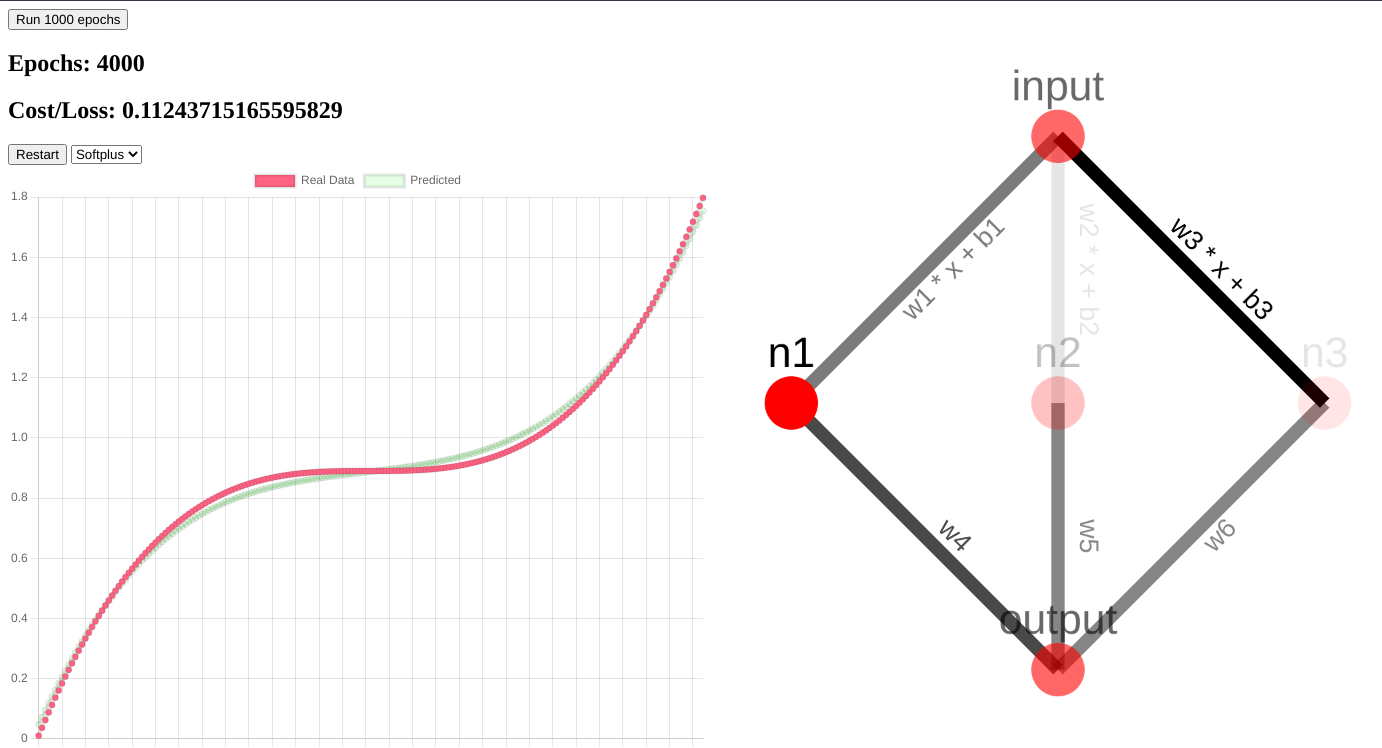 Run 1000 epochs
Epochs: 4000
Cost/Loss: 0.11243715165595829
Restart Softplus
Real Data Predicted
1.8
1.6
1.4
1.2
1.0
0.8
0.6
0.4
0.2
0
input
w1 * x + b1
w2 * x + b2
w3 * x + b3
n1
n2
n3
w4
w5
w6
output